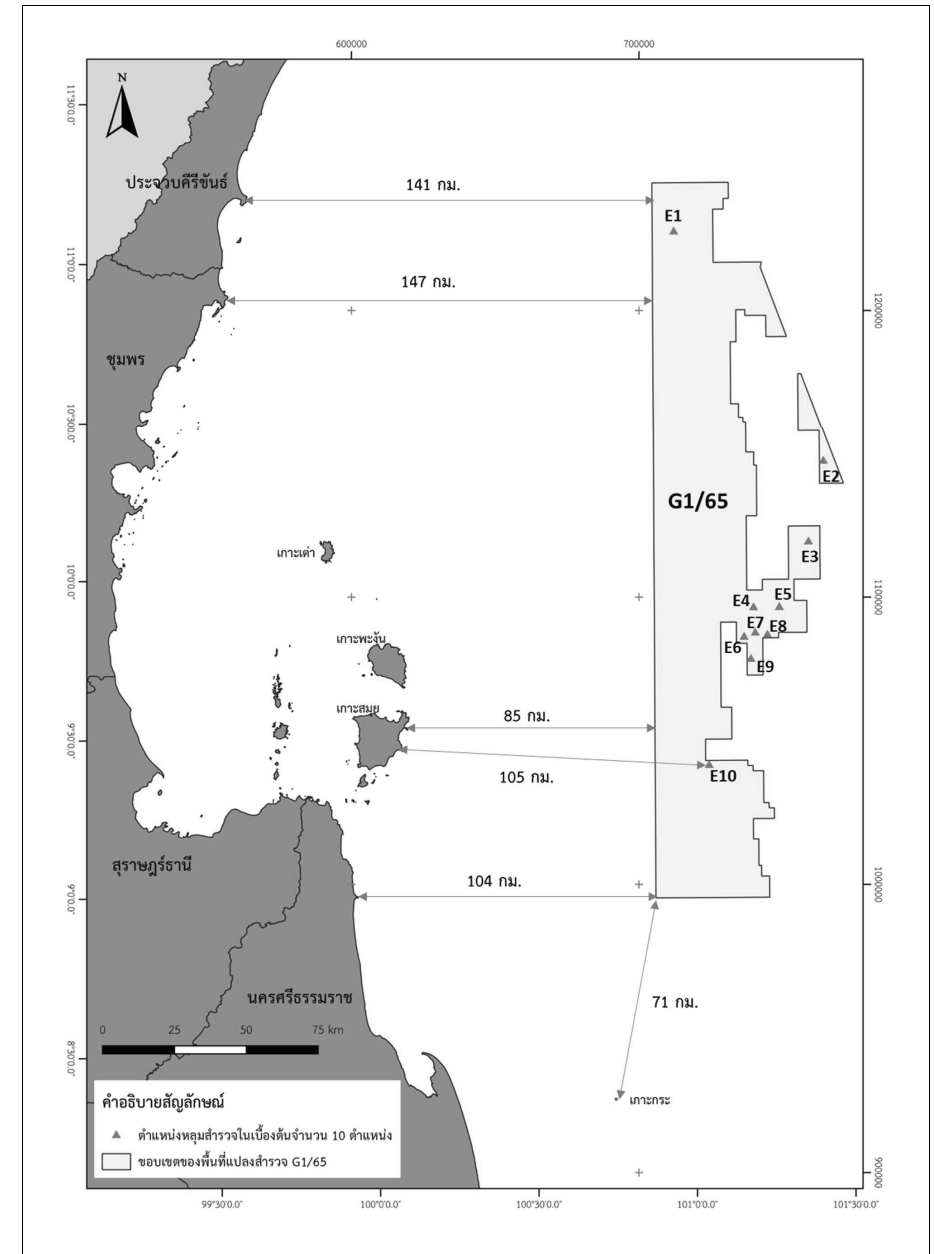 600000
700000
N
11°30'0.0"
ประจวบคีรีขันธ์
141 กม.
E1
11°0'0.0"
147 กม.
1200000
ชุมพร
10°30'0.0"
E2
G1/65
E3
เกาะเต่า
10°0'0.0"
1100000
E4
E5
E7
E8
E6
เกาะพะงัน
E9
เกาะสมุย
85 กม.
9°30'0.0"
105 กม.
E10
สุราษฎร์ธานี
104 กม.
1000000
9°0'0.0"
นครศรีธรรมราช
71 กม.
0 25 50 75 km
8°30'0.0"
เกาะกระ
คำอธิบายสัญลักษณ์
ตำแหน่งหลุมสำรวจในเบื้องต้นจำนวน 10 ตำแหน่ง
ขอบเขตของพื้นที่แปลงสำรวจ G1/65
900000
99°30'0.0"
100°0'0.0"
100°30'0.0"
101°0'0.0"
101°30'0.0"